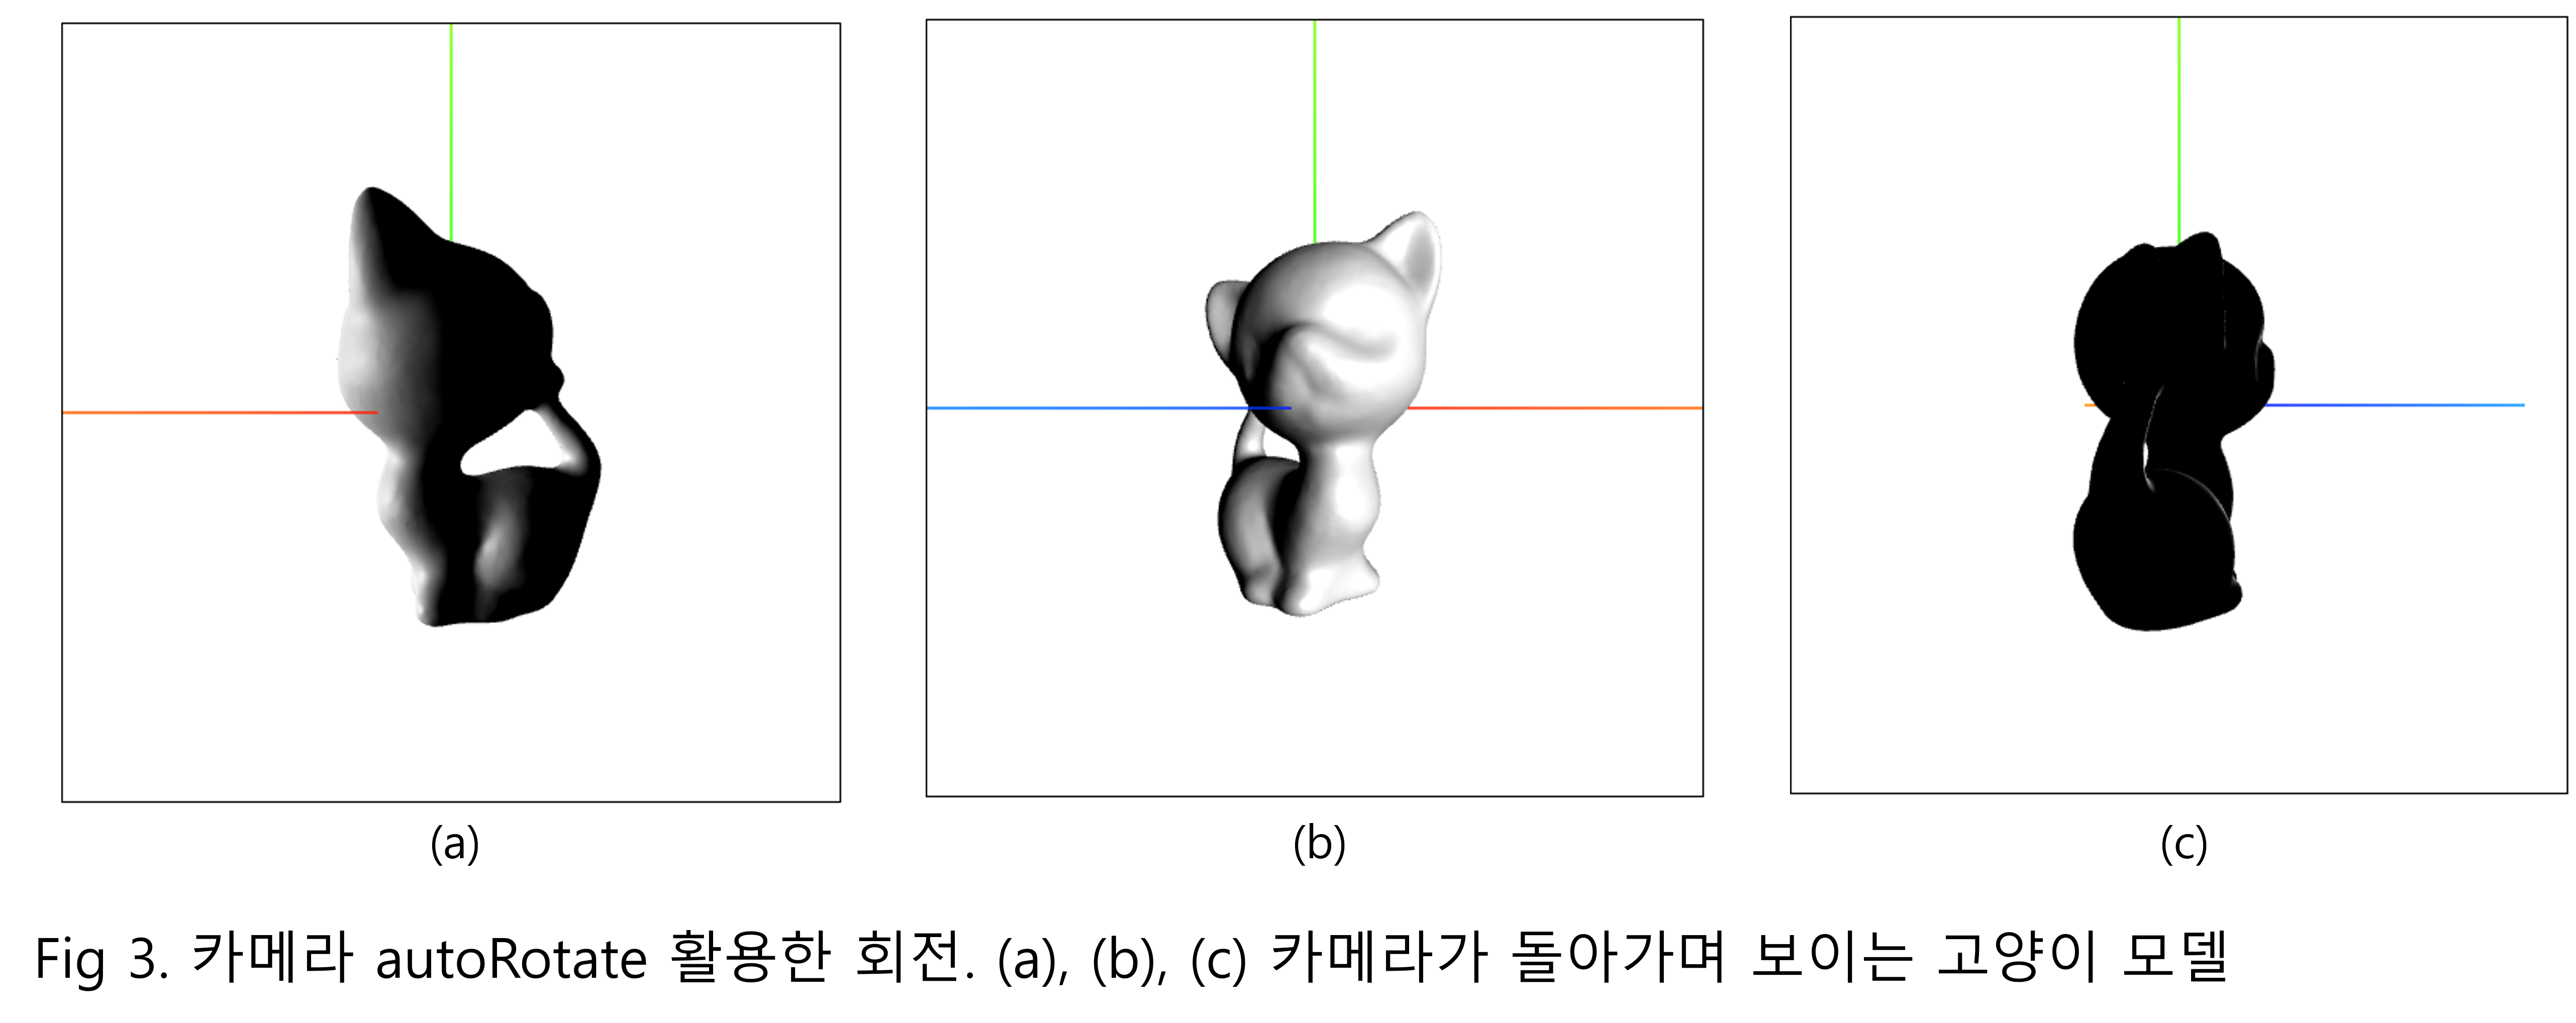 (a) (b) (c)
Fig 3. 카메라 autoRotate 활용한 회전. (a), (b), (c) 카메라가 돌아가며 보이는 고양이 모델